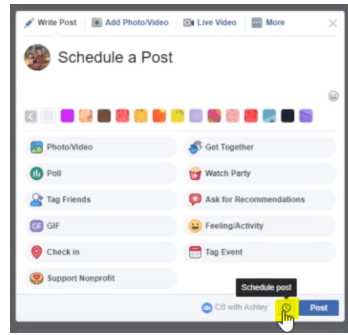 Write Post Add Photo/Video Live Video More
Schedule a Post
Photo/Video Get Together
Poll Watch Party
Tag Friends Ask for Recommendations
GIF GIF Feeling/Activity
Check in Tag Event
Support Nonprofit
Schedule post
CS with Ashley Post